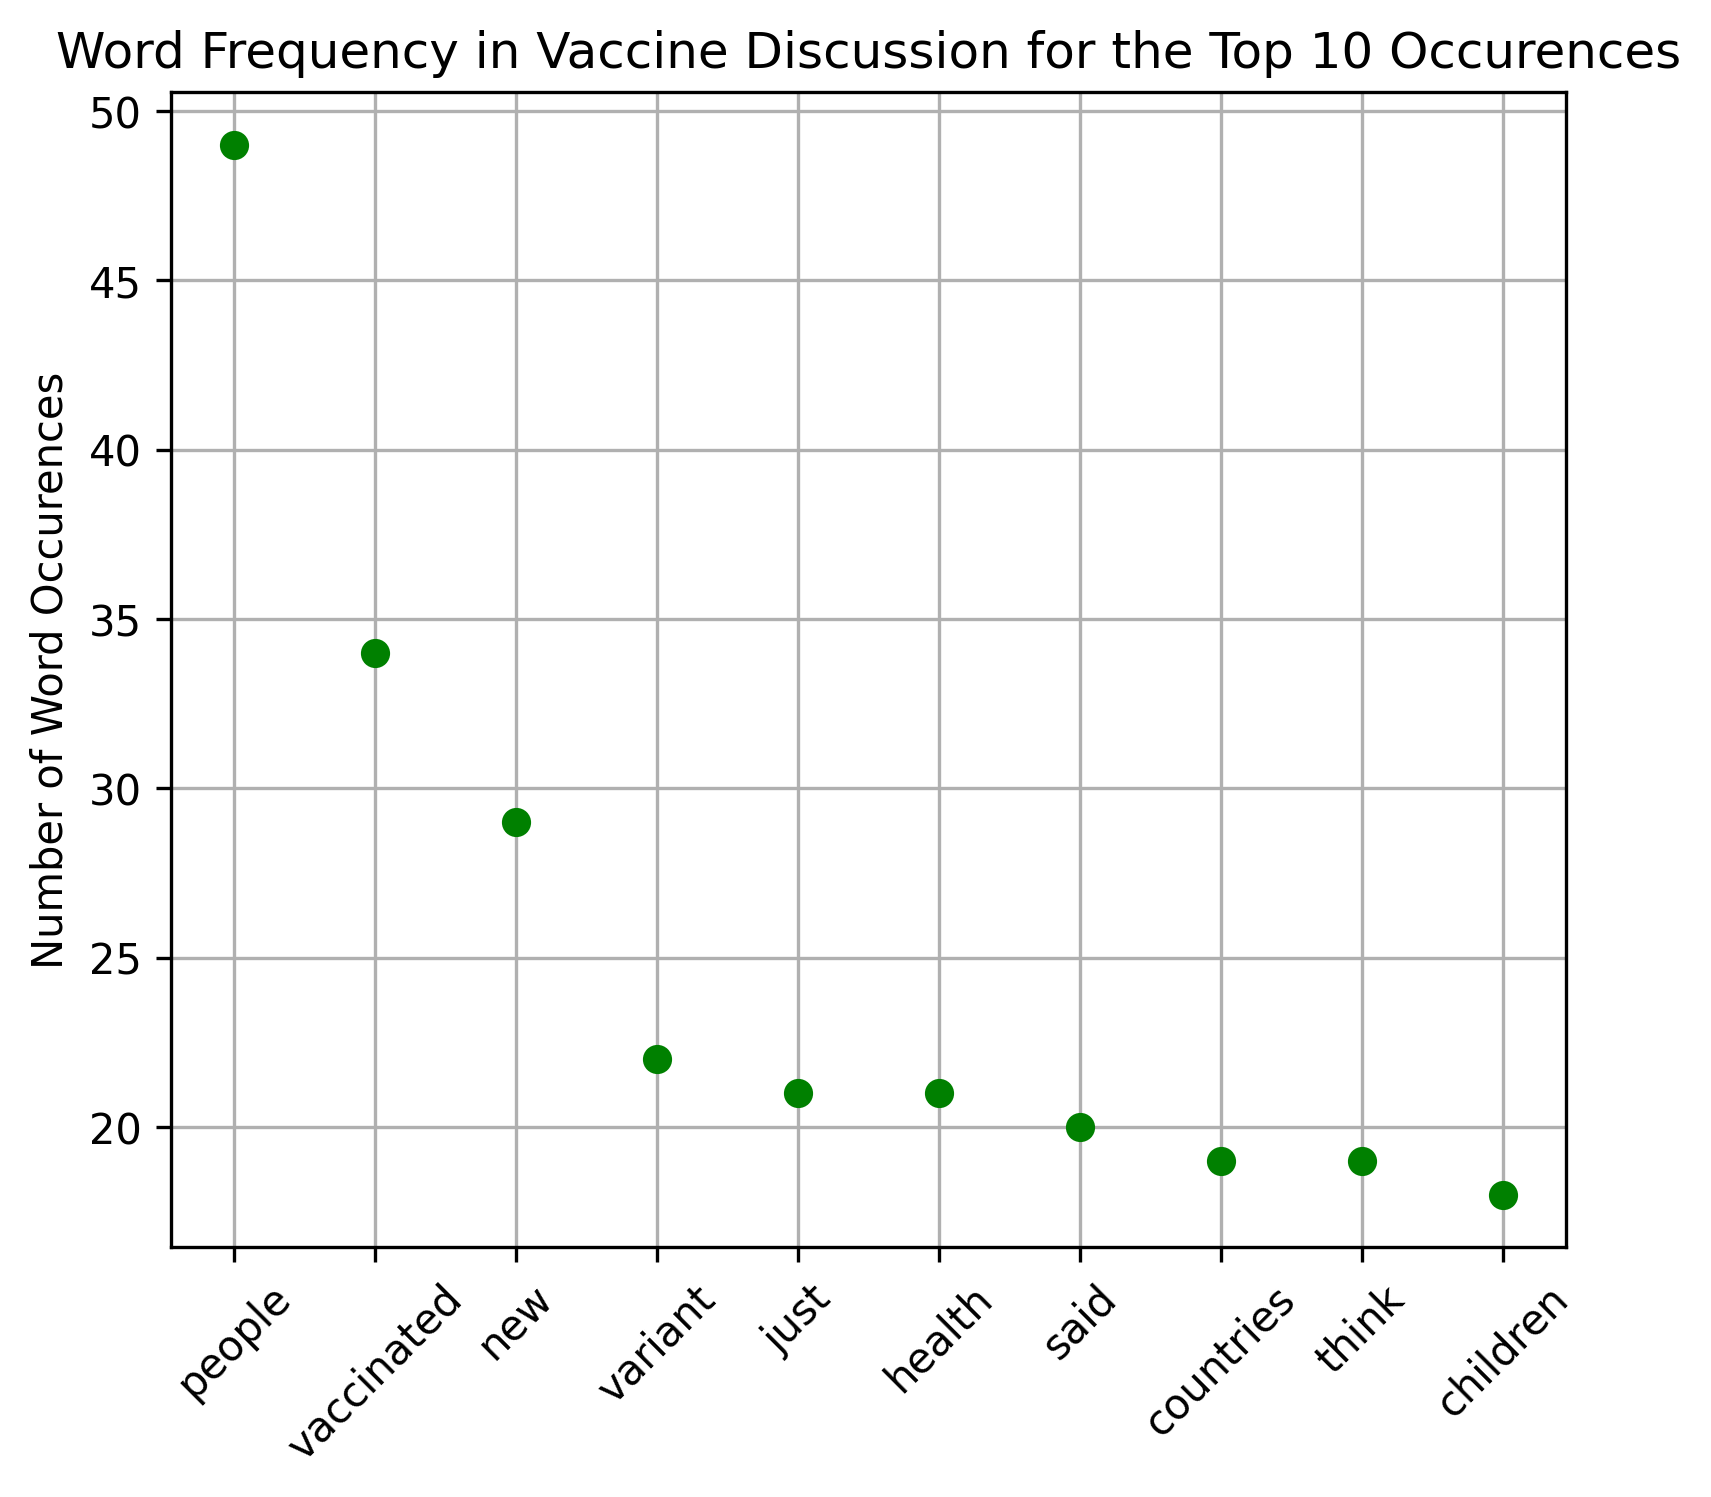 Word Frequency in Vaccine Discussion for the Top 10 Occurences
50
45
40
35
30
25
20
Number of Word Occurences
people
vaccinated
new
variant
just
health
said
countries
think
children